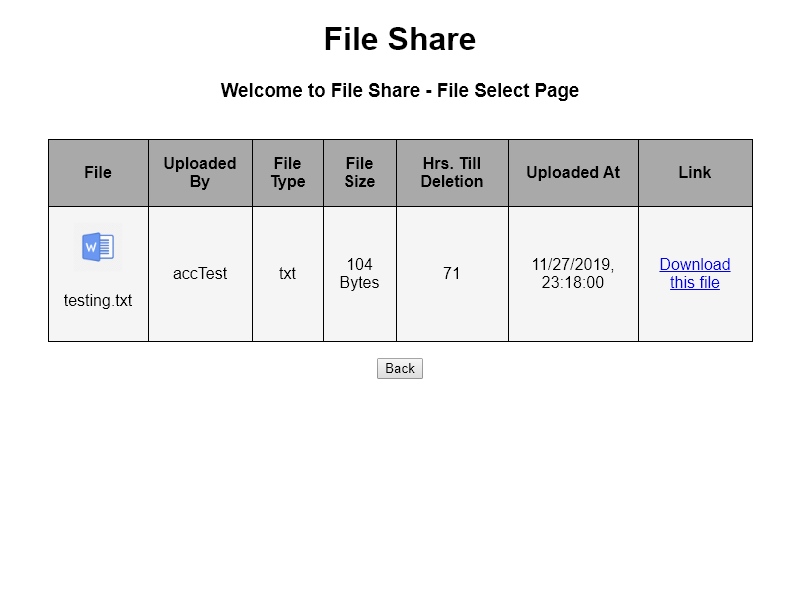 File Share
Welcome to File Share - File Select Page
File
Uploaded
By
File
Type
File
Size
Hrs. Till
Deletion
Uploaded At
Link
W
testing.txt
accTest
txt
104
Bytes
71
11/27/2019,
23:18:00
Download
this file
Back